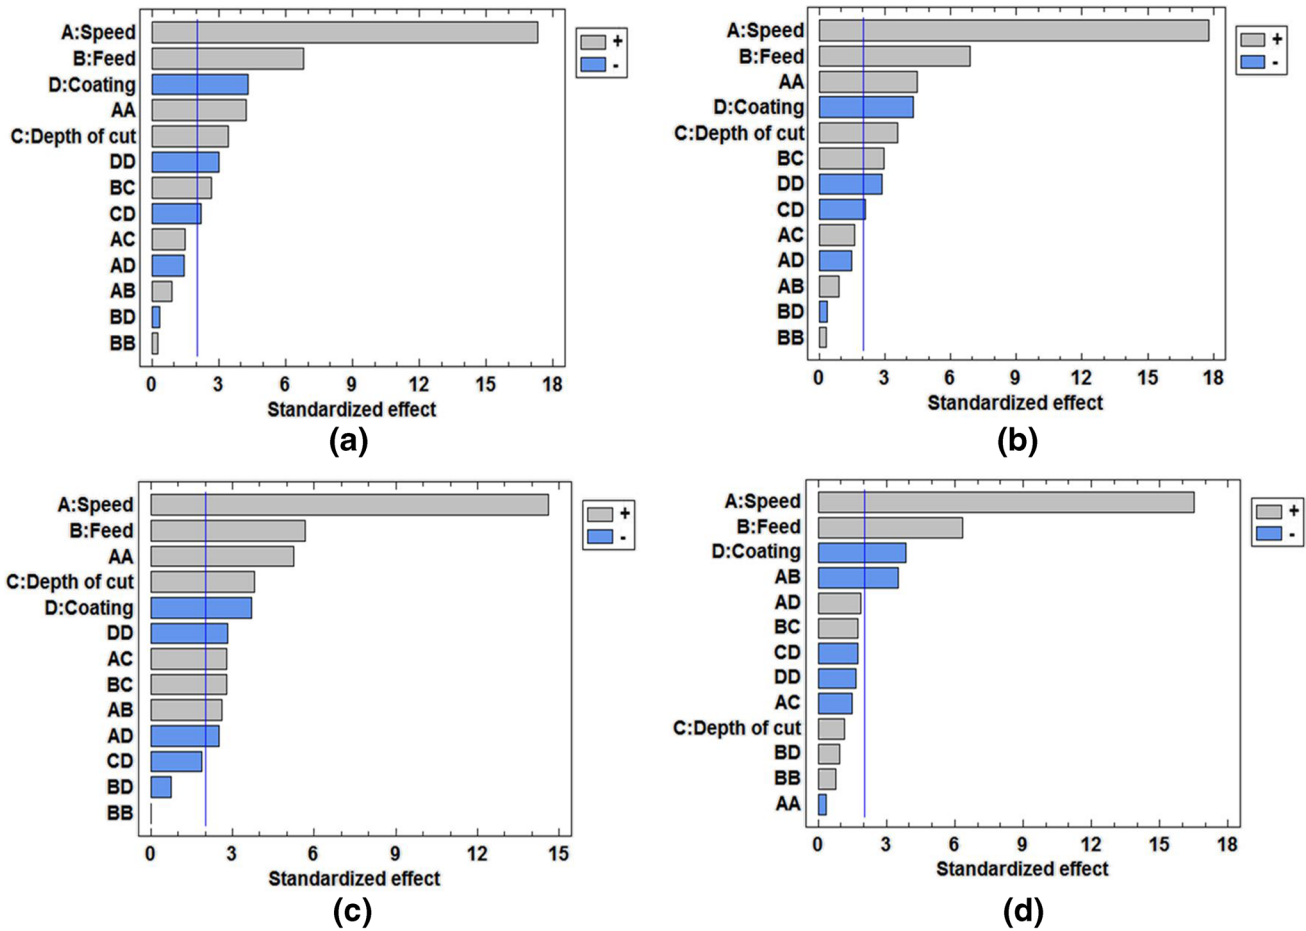 A:Speed
B:Feed
D:Coating
AA
C:Depth of cut
DD
BC
CD
AC
AD
AB
BD
BB
0 3 6 9 12 15 18
Standardized effect
+
-
(a)
A:Speed
B:Feed
AA
D:Coating
C:Depth of cut
BC
DD
CD
AC
AD
AB
BD
BB
0 3 6 9 12 15 18
Standardized effect
+
-
(b)
A:Speed
B:Feed
AA
C:Depth of cut
D:Coating
DD
AC
BC
AB
AD
CD
BD
BB
0 3 6 9 12 15
Standardized effect
+
-
(c)
A:Speed
B:Feed
D:Coating
AB
AD
BC
CD
DD
AC
C:Depth of cut
BD
BB
AA
0 3 6 9 12 15 18
Standardized effect
+
-
(d)